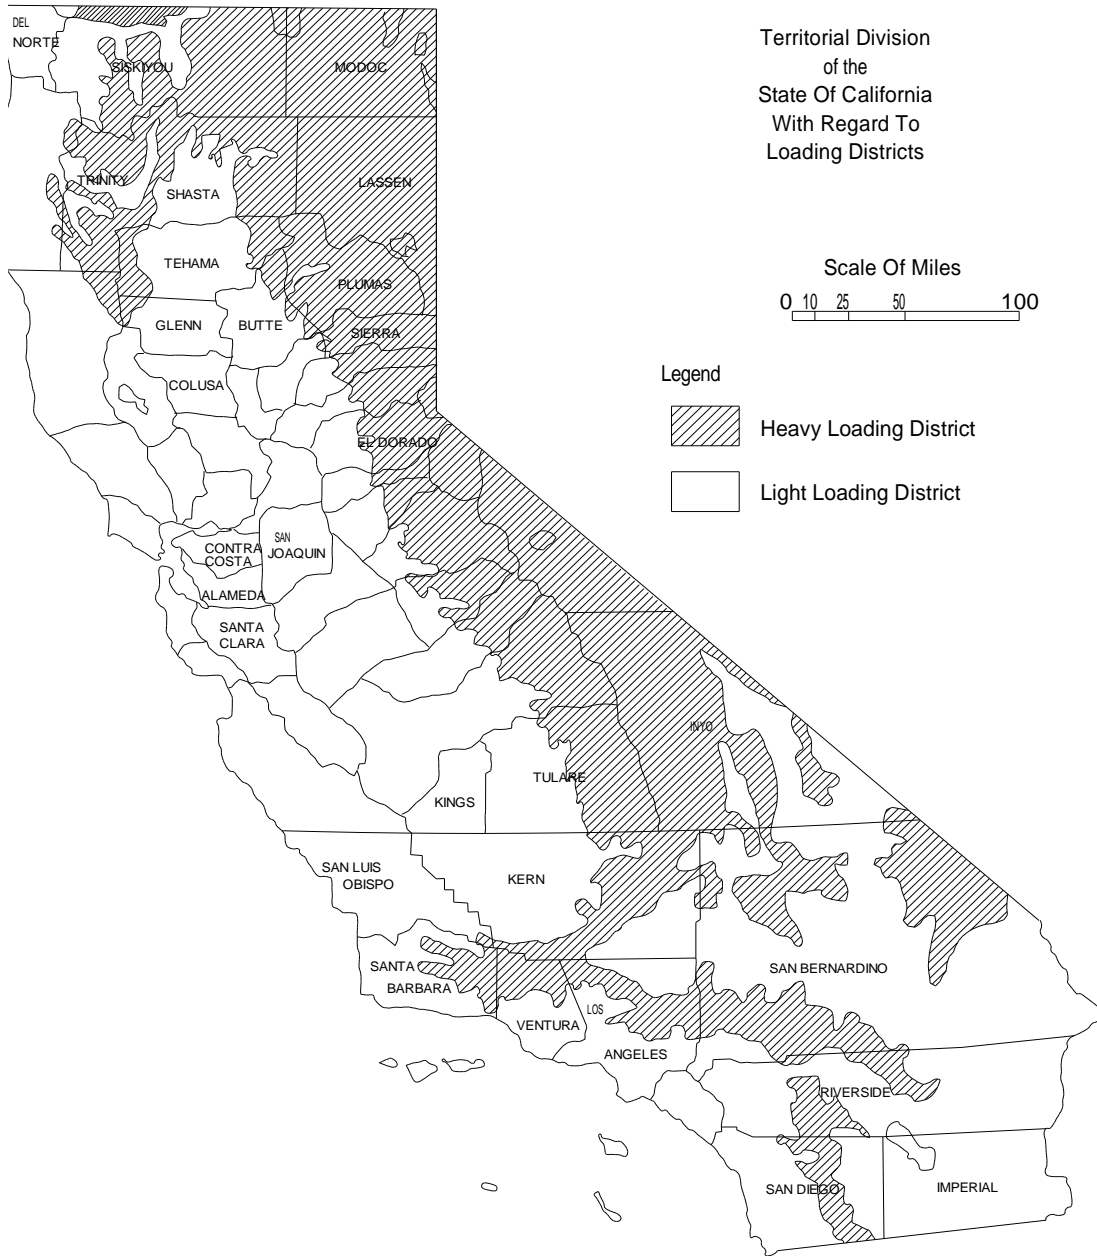 Territorial Division
of the
State Of California
With Regard To
Loading Districts
Scale Of Miles
0 10 25 50 100
Legend
Heavy Loading District
Light Loading District
DEL
NORTE
SISKIYOU
MODOC
TRINITY
SHASTA
LASSEN
TEHAMA
PLUMAS
GLENN
BUTTE
SIERRA
COLUSA
EL DORADO
CONTRA
COSTA
SAN
JOAQUIN
ALAMEDA
SANTA
CLARA
INYO
TULARE
KINGS
SAN LUIS
OBISPO
KERN
SANTA
BARBARA
SAN BERNARDINO
VENTURA
LOS
ANGELES
RIVERSIDE
SAN DIEGO
IMPERIAL